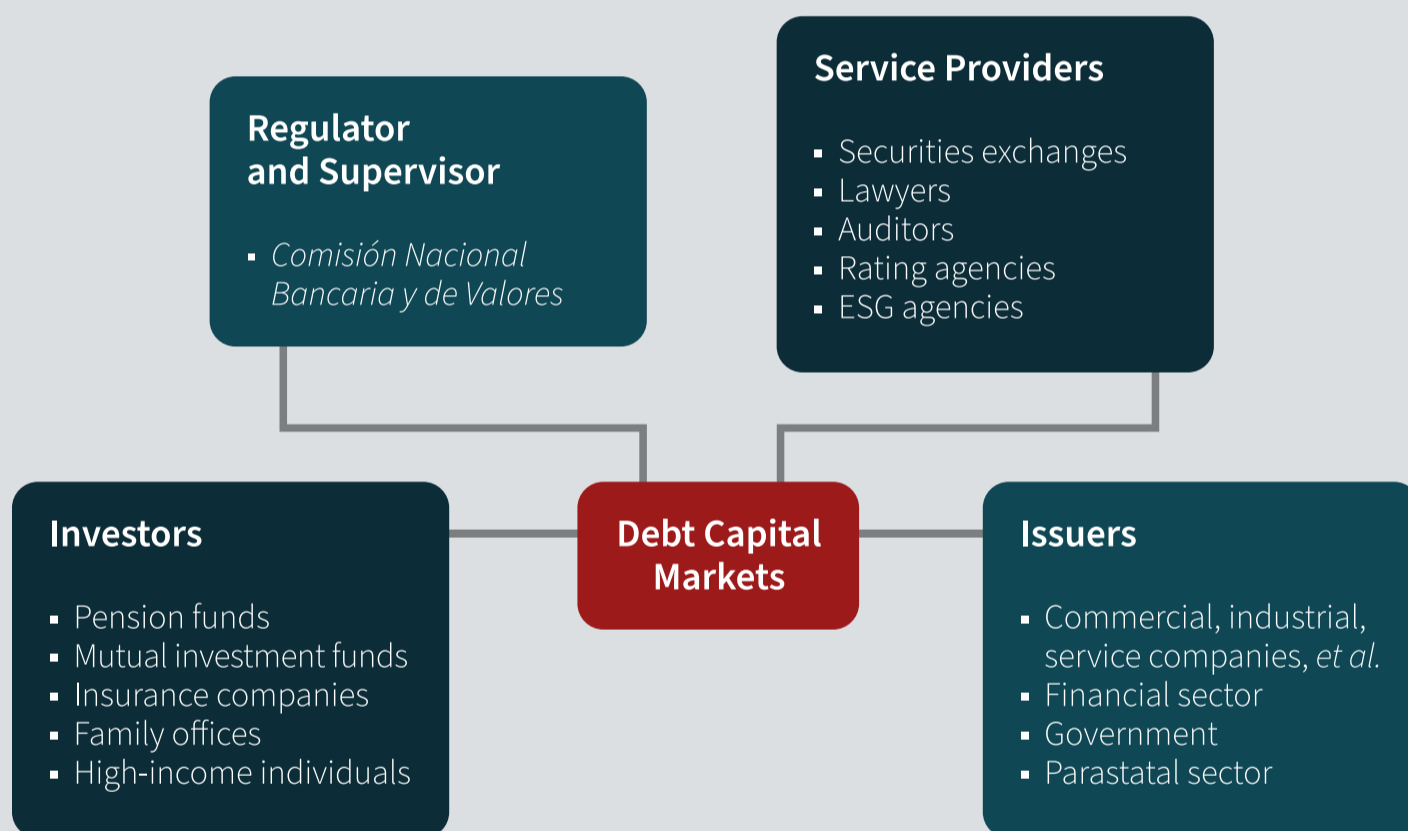 Regulator
and Supervisor
▪ Comisión Nacional
Bancaria y de Valores
Service Providers
▪ Securities exchanges
▪ Lawyers
▪ Auditors
▪ Rating agencies
▪ ESG agencies
Investors
▪ Pension funds
▪ Mutual investment funds
▪ Insurance companies
▪ Family offices
▪ High-income individuals
Debt Capital
Markets
Issuers
▪ Commercial, industrial,
service companies, et al.
▪ Financial sector
▪ Government
▪ Parastatal sector